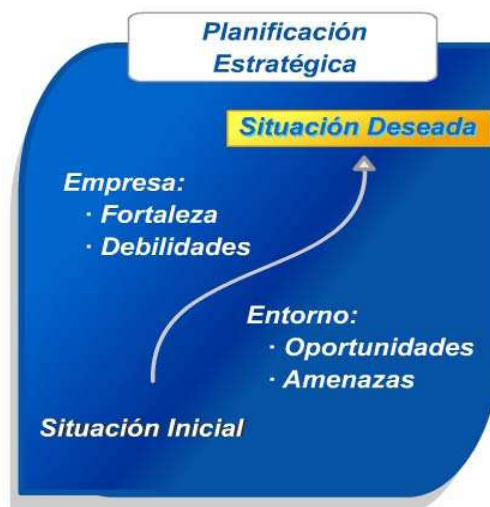 Planificación
Estratégica
Situación Deseada
Empresa:
· Fortaleza
· Debilidades
Entorno:
· Oportunidades
· Amenazas
Situación Inicial